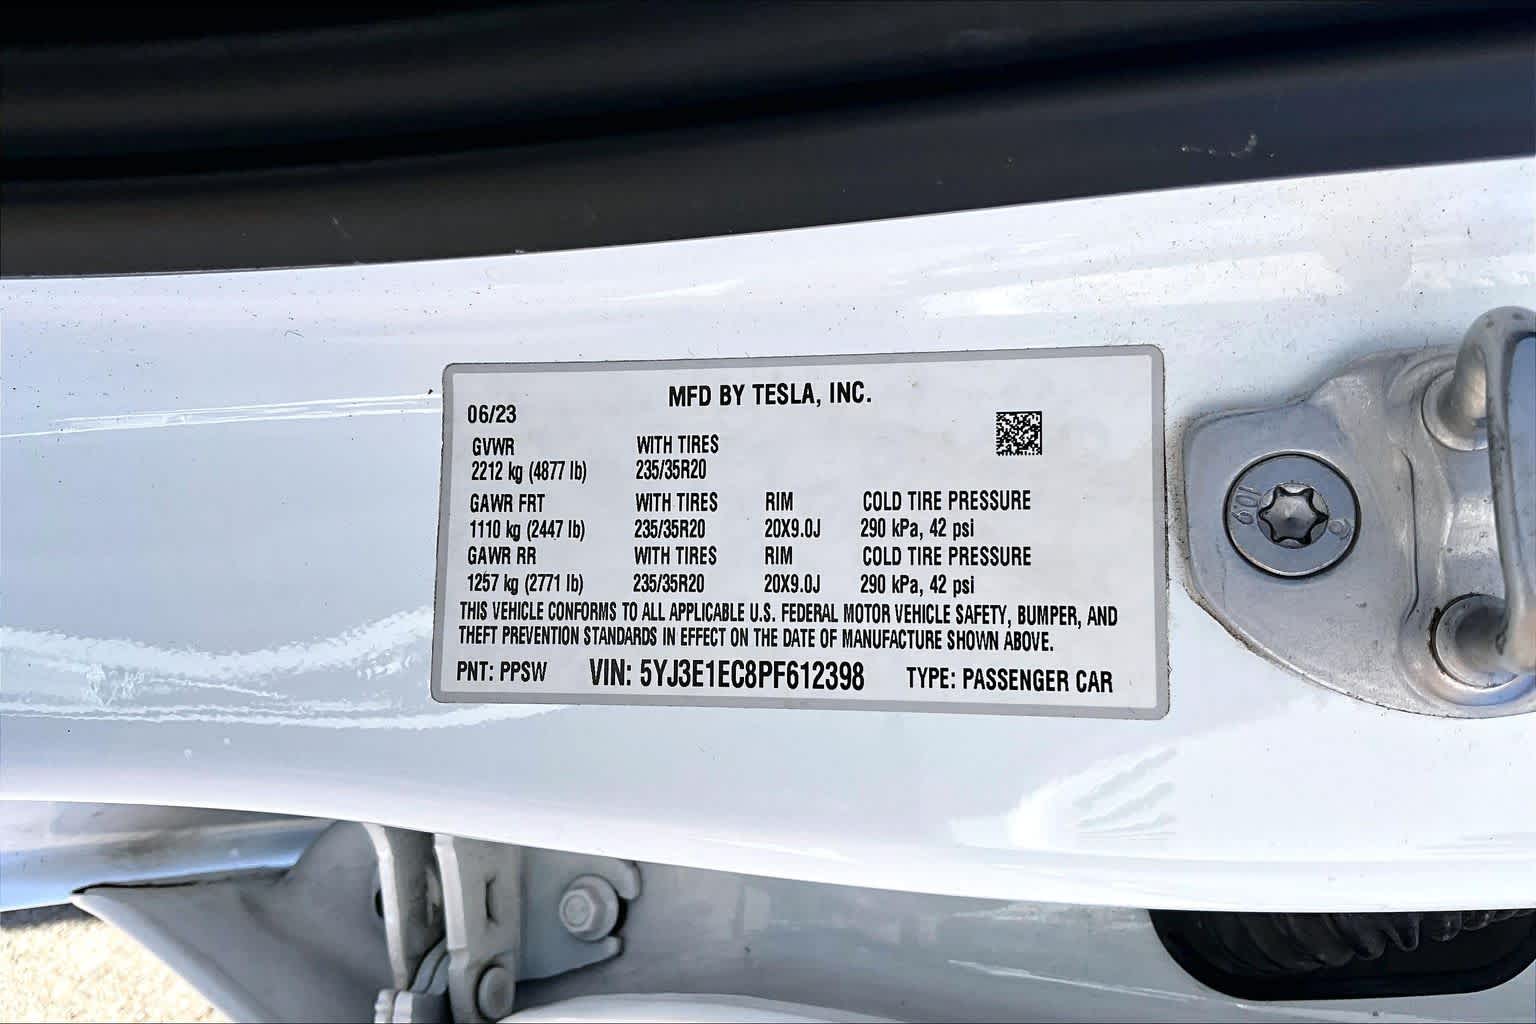 MFD BY TESLA, INC.
06/23
GVWR WITH TIRES
2212 kg (4877 lb) 235/35R20
GAWR FRT WITH TIRES RIM COLD TIRE PRESSURE
1110 kg (2447 lb) 235/35R20 20X9.0J 290 kPa, 42 psi
GAWR RR WITH TIRES RIM COLD TIRE PRESSURE
1257 kg (2771 lb) 235/35R20 20X9.0J 290 kPa, 42 psi
THIS VEHICLE CONFORMS TO ALL APPLICABLE U.S. FEDERAL MOTOR VEHICLE SAFETY, BUMPER, AND
THEFT PREVENTION STANDARDS IN EFFECT ON THE DATE OF MANUFACTURE SHOWN ABOVE.
PNT: PPSW VIN: 5YJ3E1EC8PF612398 TYPE: PASSENGER CAR
10.9